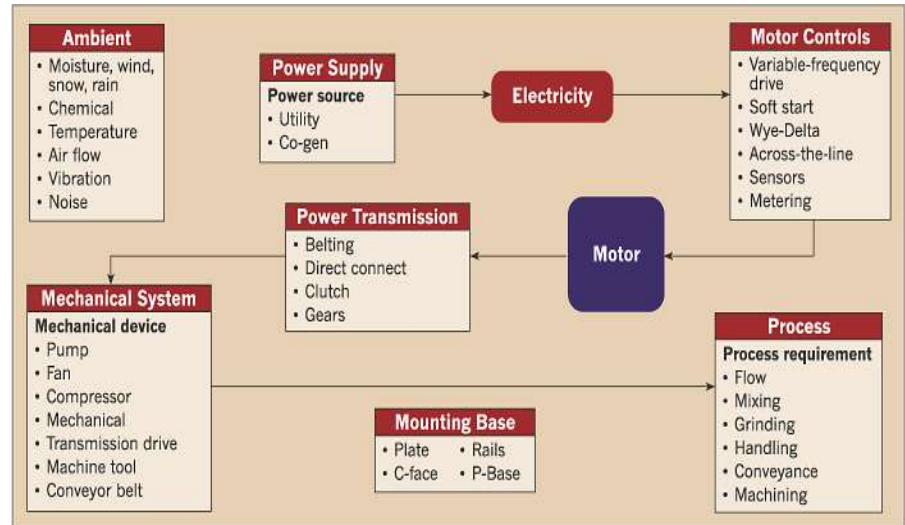 Ambient
• Moisture, wind,
snow, rain
• Chemical
• Temperature
• Air flow
• Vibration
• Noise
Power Supply
Power source
• Utility
• Co-gen
Electricity
Motor Controls
• Variable-frequency
drive
• Soft start
• Wye-Delta
• Across-the-line
• Sensors
• Metering
Motor
Power Transmission
• Belting
• Direct connect
• Clutch
• Gears
Mechanical System
Mechanical device
• Pump
• Fan
• Compressor
• Mechanical
• Transmission drive
• Machine tool
• Conveyor belt
Mounting Base
• Plate • Rails
• C-face • P-Base
Process
Process requirement
• Flow
• Mixing
• Grinding
• Handling
• Conveyance
• Machining